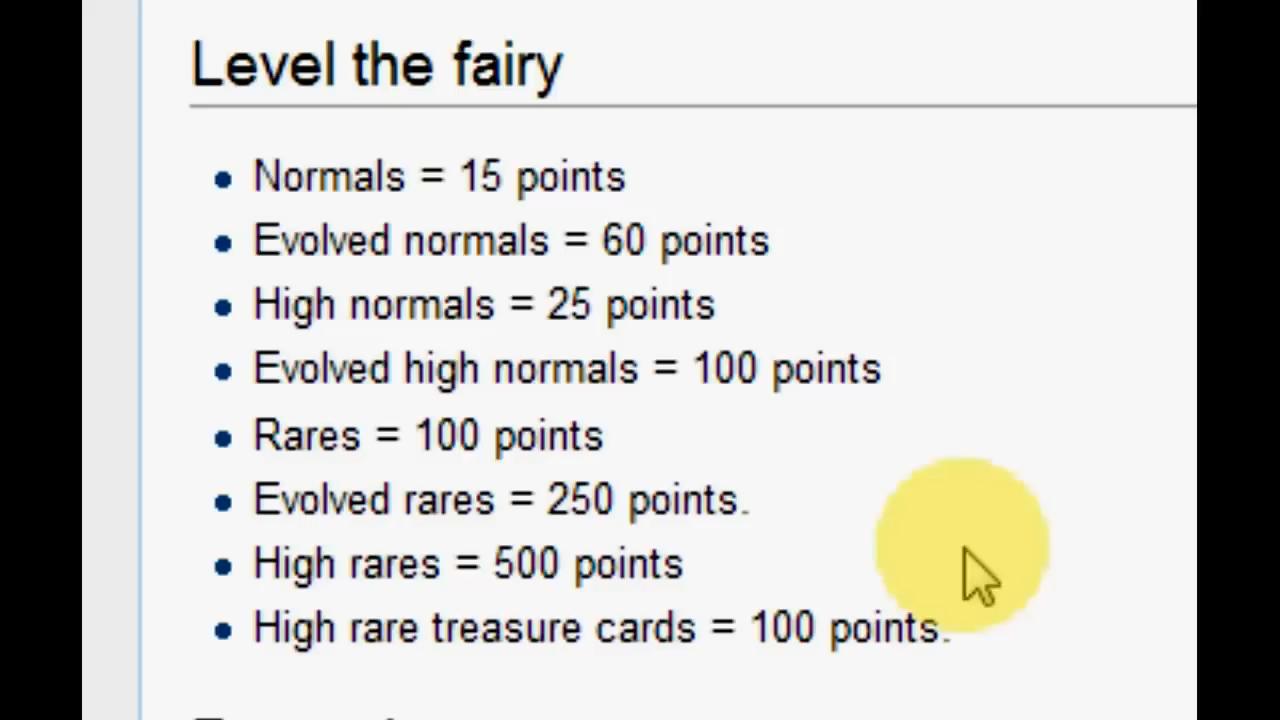 Level the fairy
Normals = 15 points
Evolved normals = 60 points
High normals = 25 points
Evolved high normals = 100 points
Rares = 100 points
Evolved rares = 250 points.
High rares = 500 points
High rare treasure cards = 100 points.